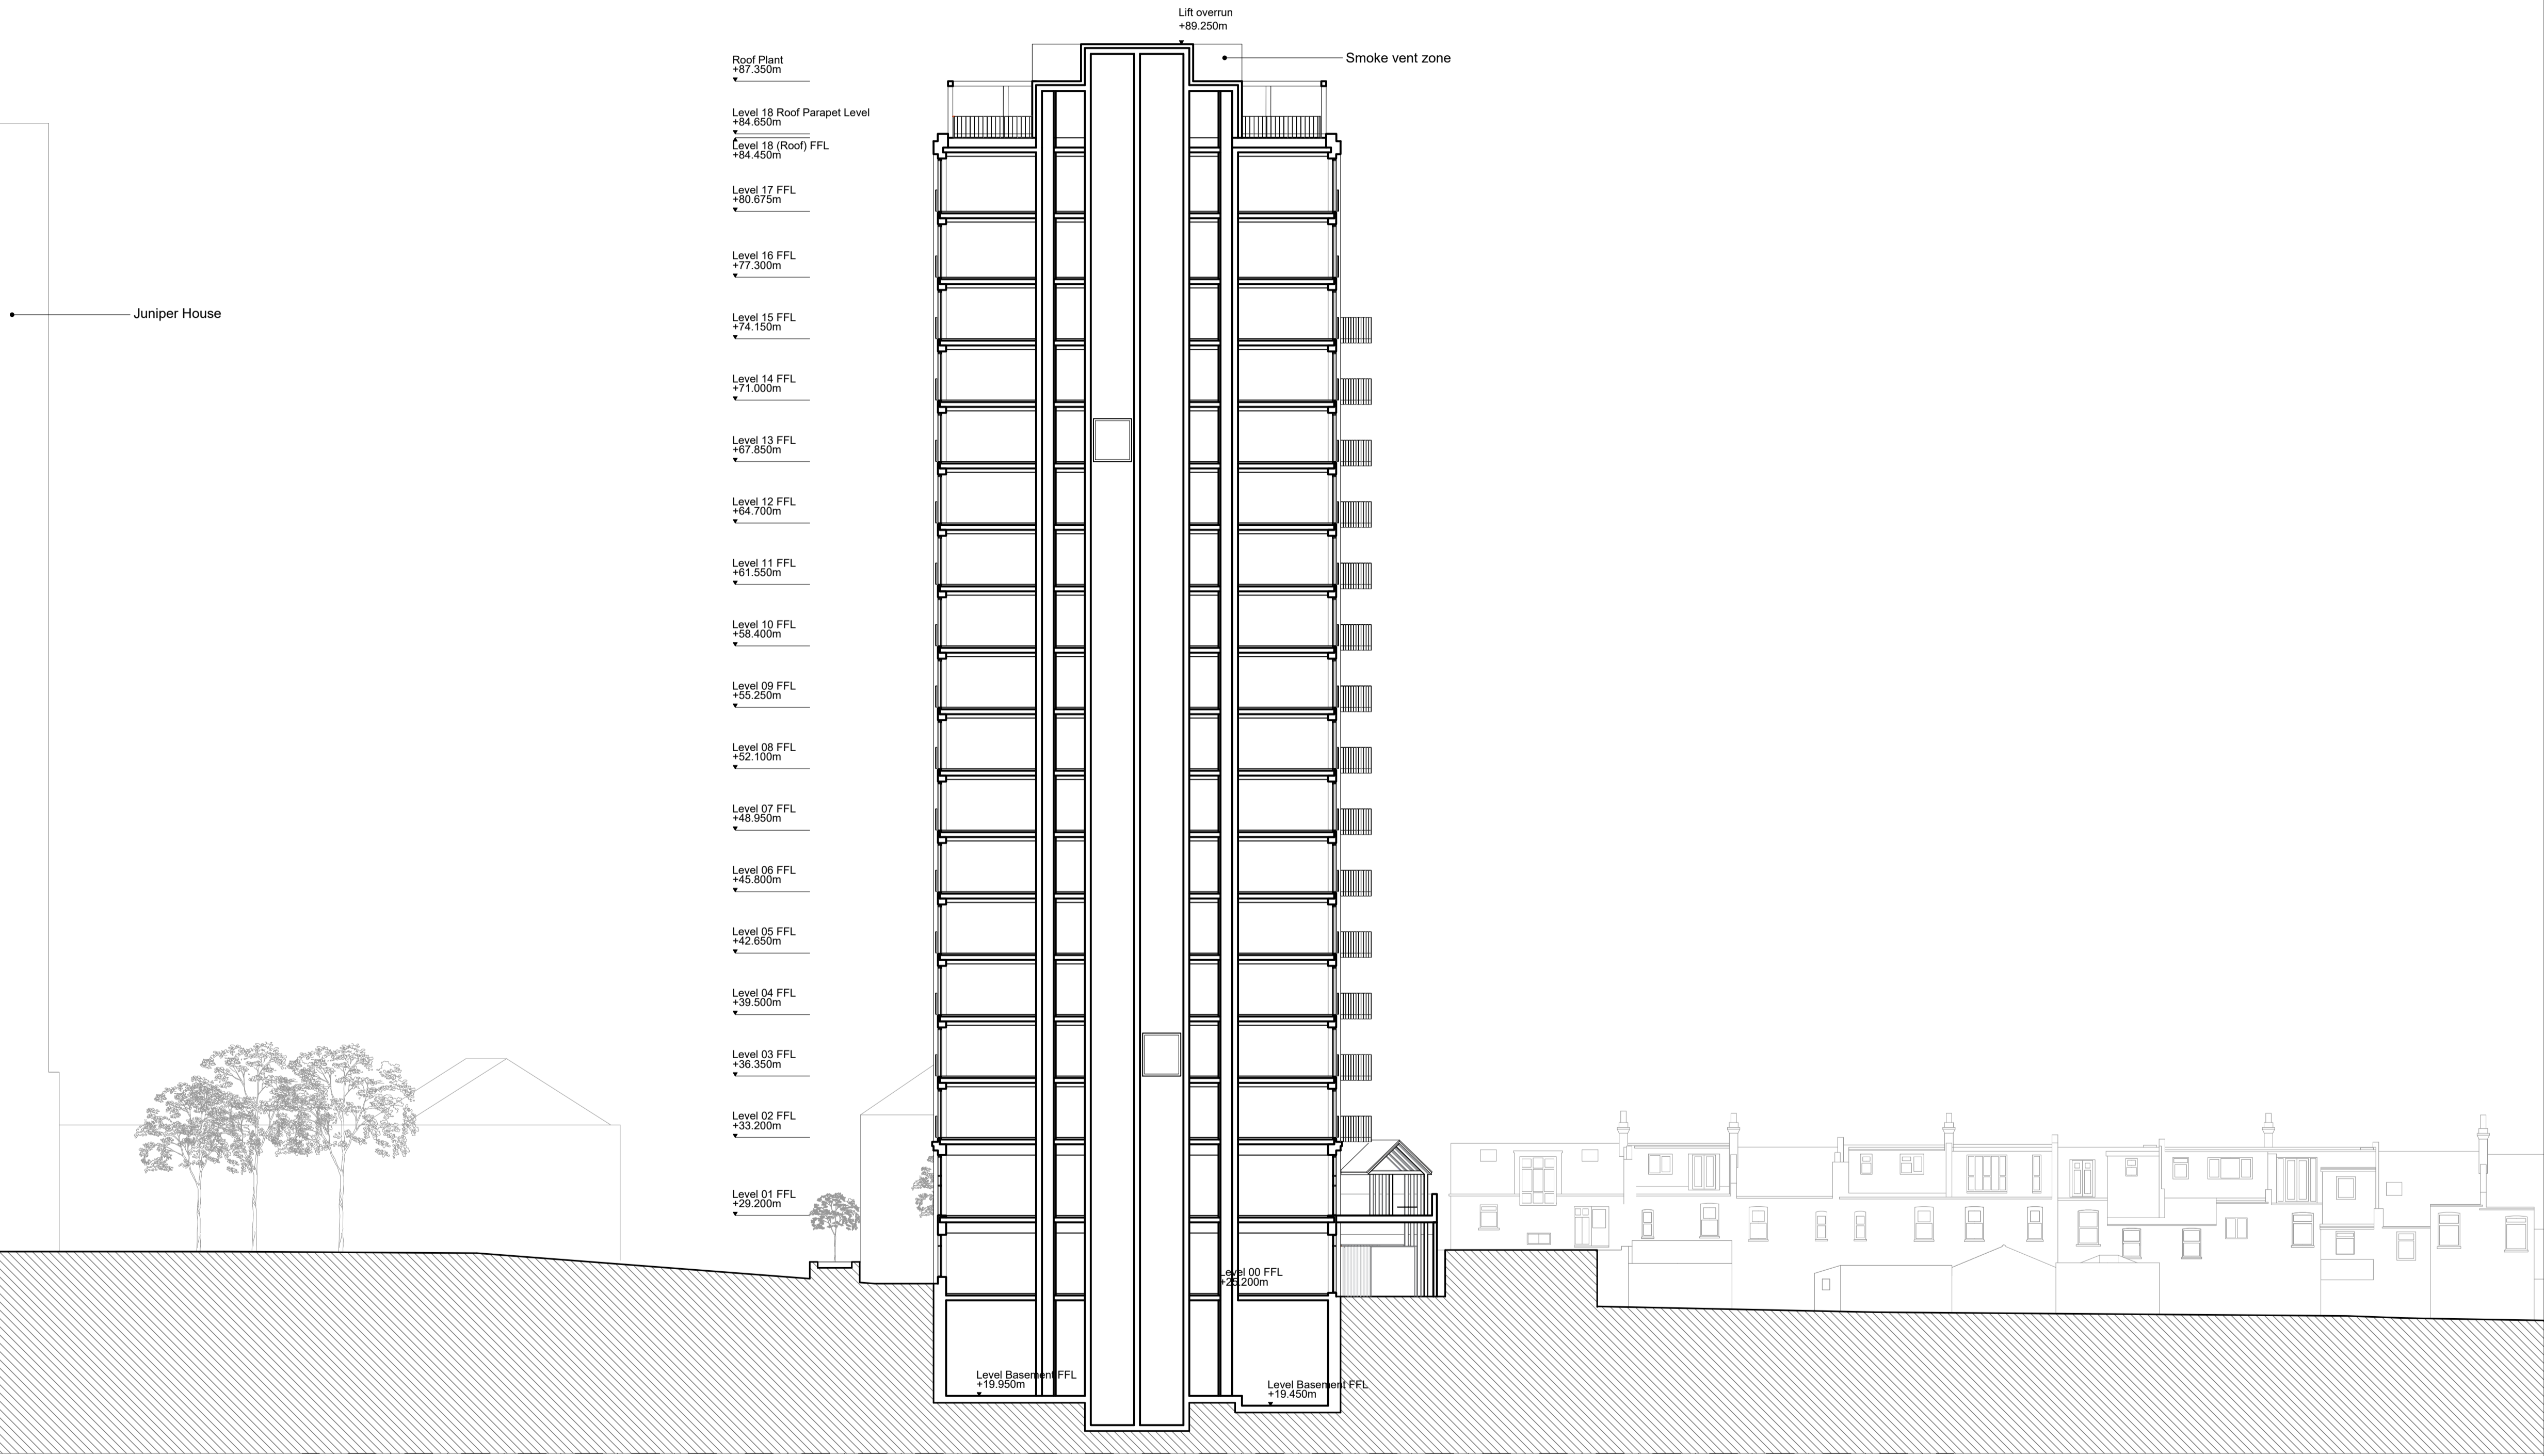 Lift overrun
+89.250m
Smoke vent zone
Roof Plant
+87.350m
Level 18 Roof Parapet Level
+84.650m
Level 18 (Roof) FFL
+84.450m
Level 17 FFL
+80.675m
Level 16 FFL
+77.300m
Juniper House
Level 15 FFL
+74.150m
Level 14 FFL
+71.000m
Level 13 FFL
+67.850m
Level 12 FFL
+64.700m
Level 11 FFL
+61.550m
Level 10 FFL
+58.400m
Level 09 FFL
+55.250m
Level 08 FFL
+52.100m
Level 07 FFL
+48.950m
Level 06 FFL
+45.800m
Level 05 FFL
+42.650m
Level 04 FFL
+39.500m
Level 03 FFL
+36.350m
Level 02 FFL
+33.200m
Level 01 FFL
+29.200m
Level 00 FFL
+25.200m
Level Basement FFL
+19.950m
Level Basement FFL
+19.450m